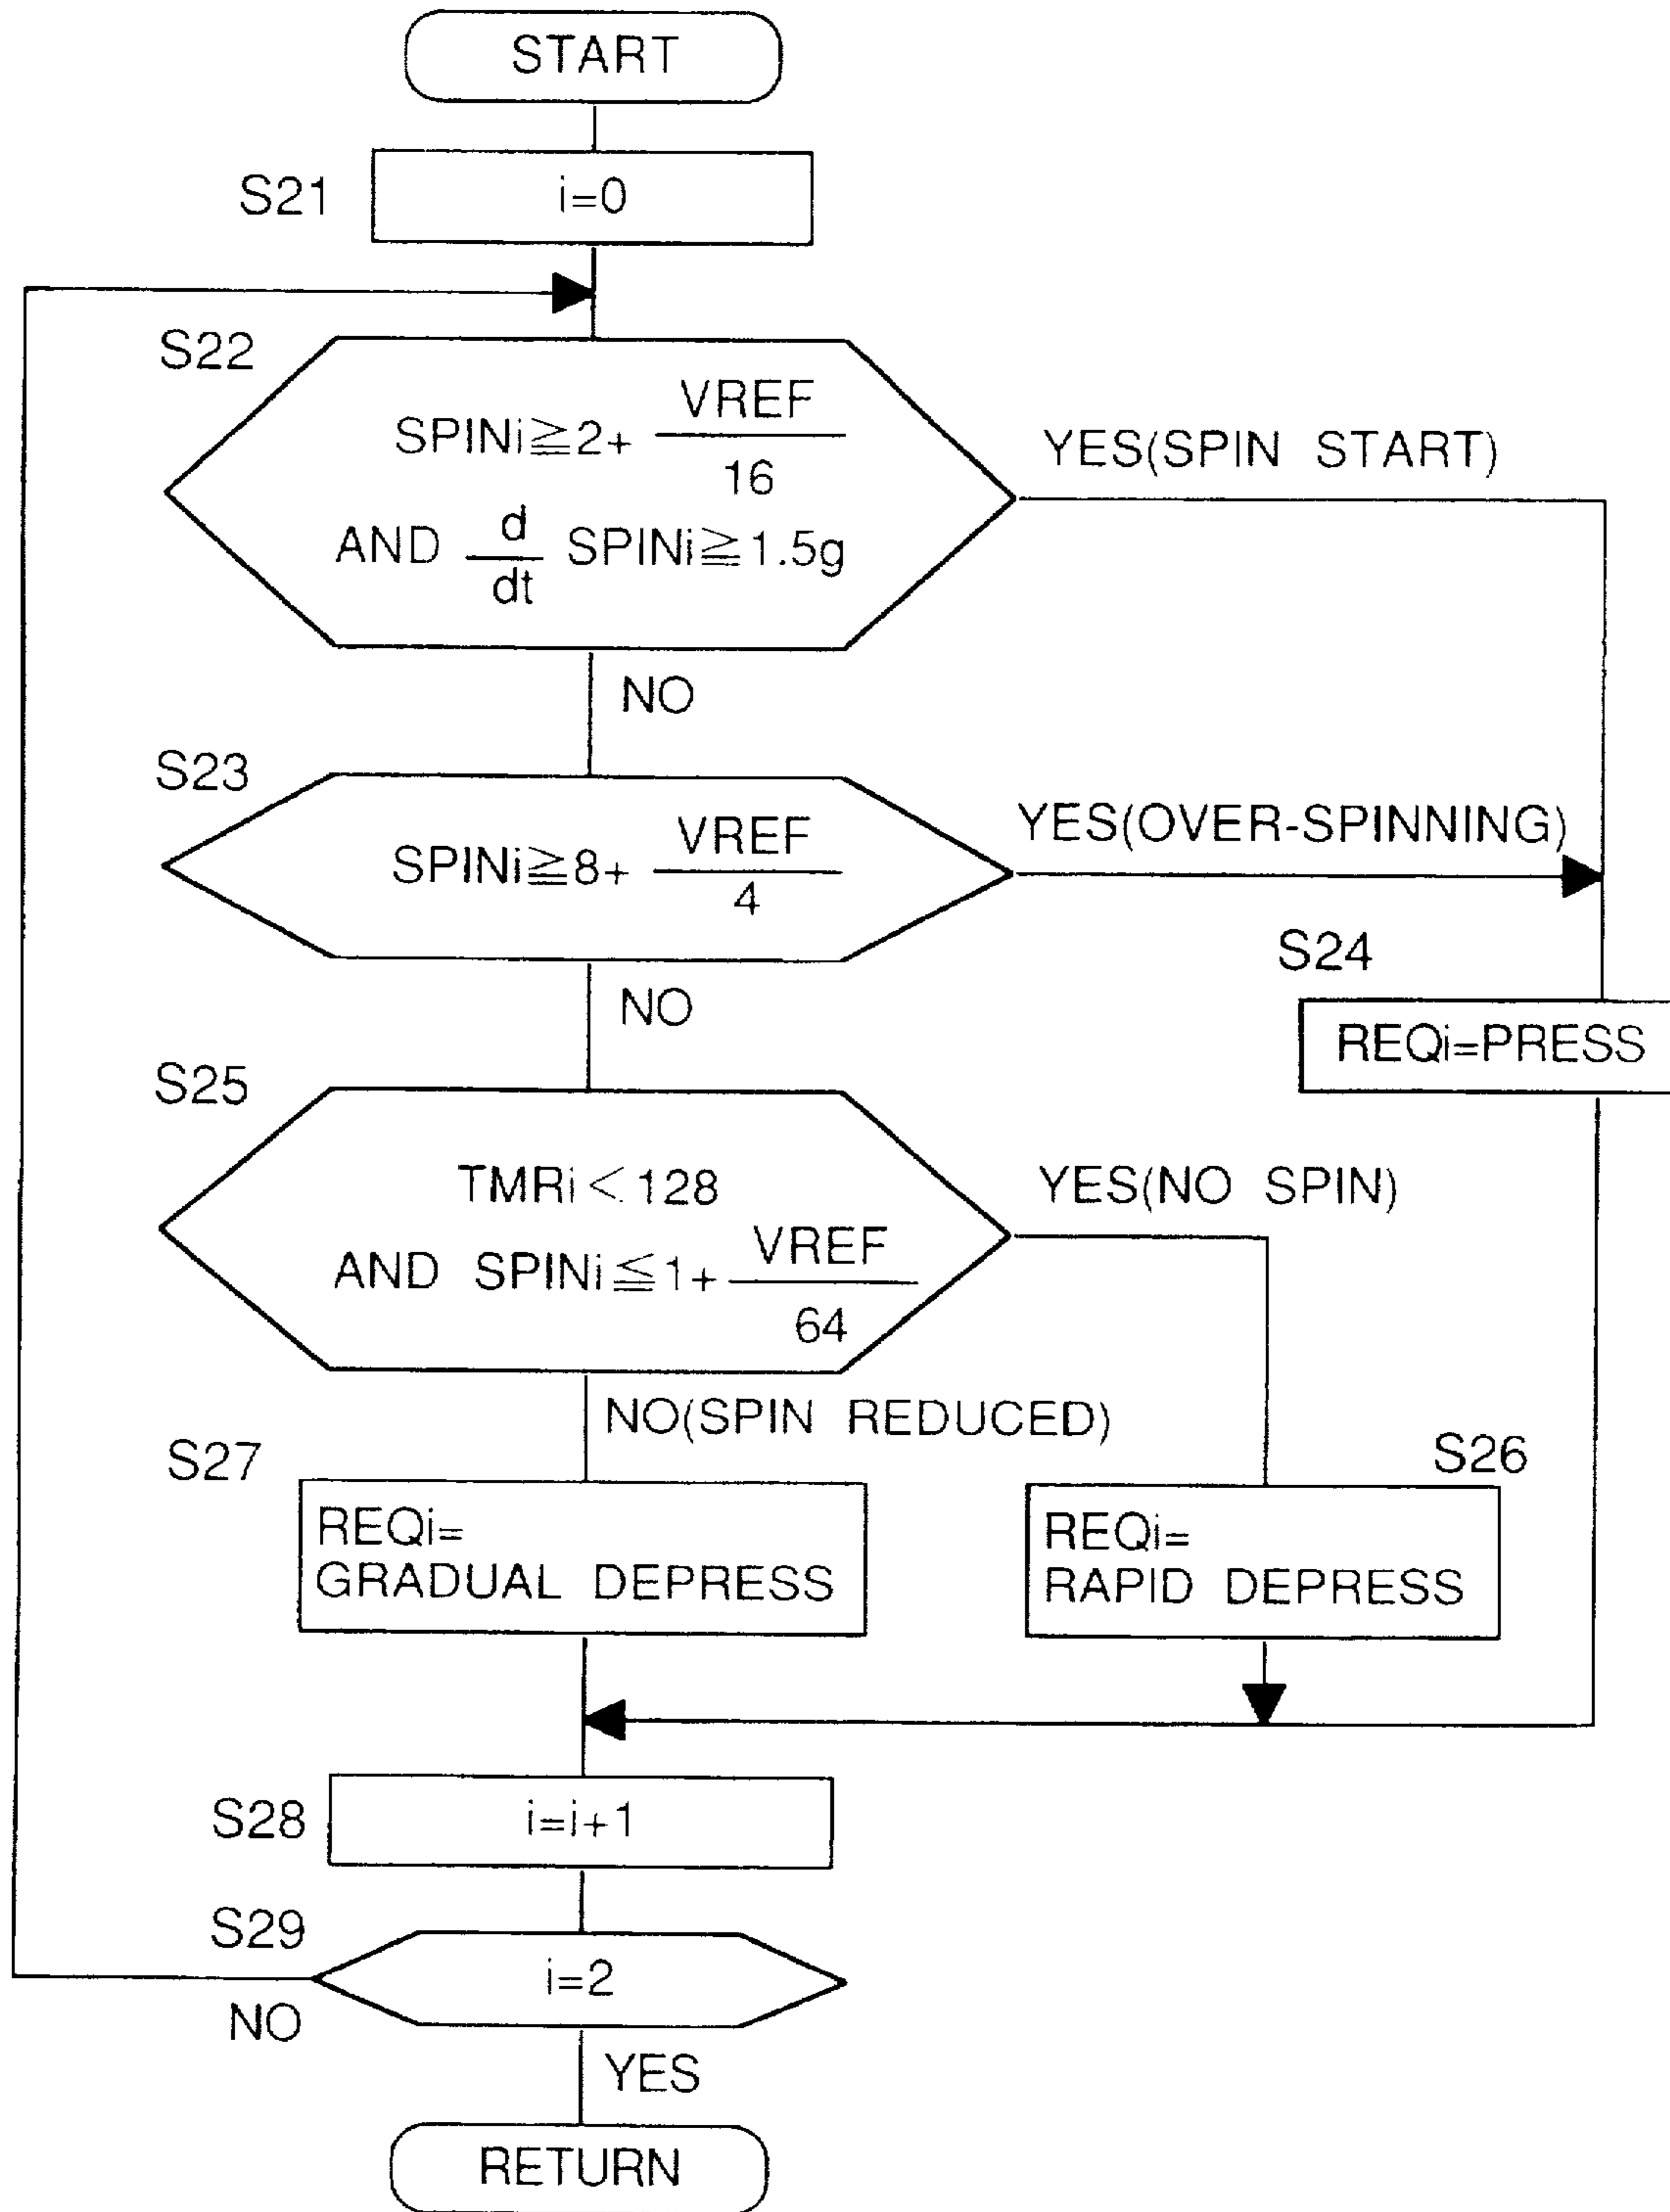 START
S21
i=0
S22
SPINi≧2+ VREF/16
AND d/dt SPINi≧1.5g
YES(SPIN START)
NO
S23
SPINi≧8+ VREF/4
YES(OVER-SPINNING)
NO
S24
REQi=PRESS
S25
TMRi<128
AND SPINi≦1+ VREF/64
YES(NO SPIN)
NO(SPIN REDUCED)
S27
REQi=
GRADUAL DEPRESS
S26
REQi=
RAPID DEPRESS
S28
i=i+1
S29
i=2
NO
YES
RETURN